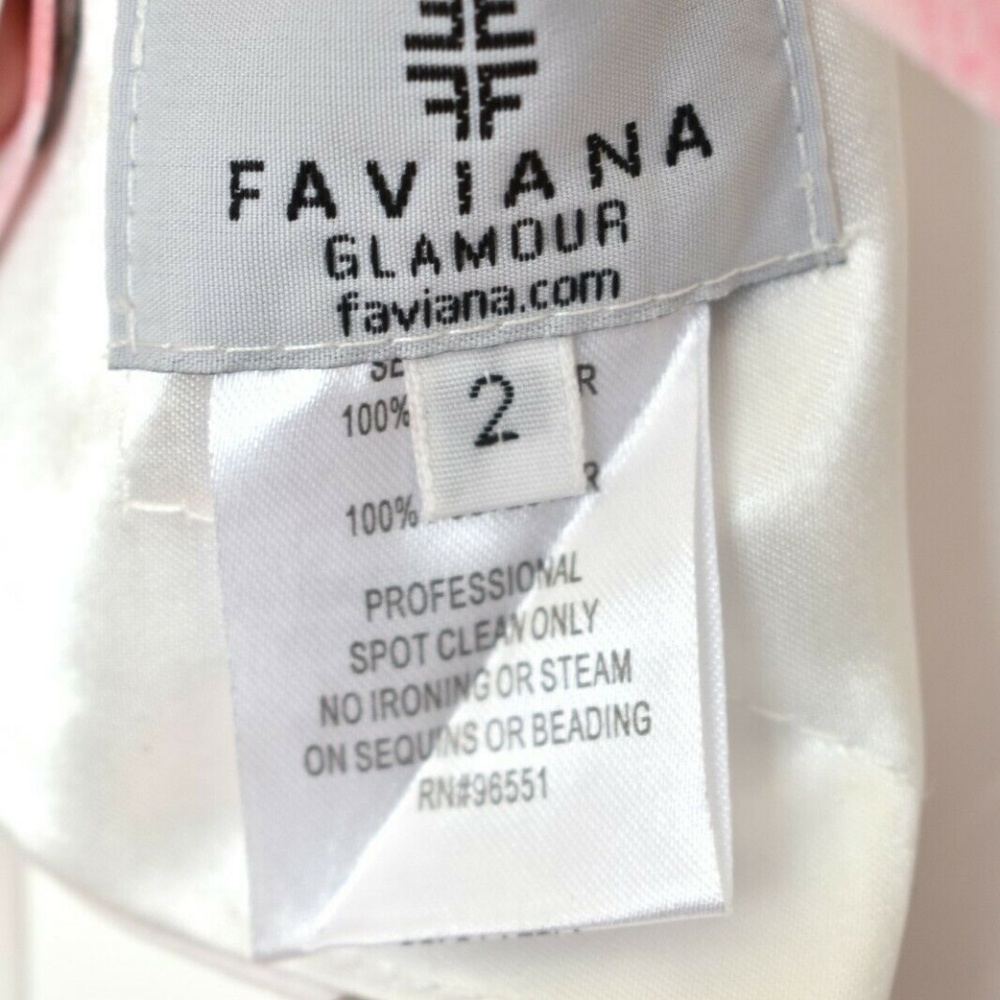 FAVIANA
GLAMOUR
faviana.com
2
100%
100%
PROFESSIONAL
SPOT CLEAN ONLY
NO IRONING OR STEAM
ON SEQUINS OR BEADING
RN#96551